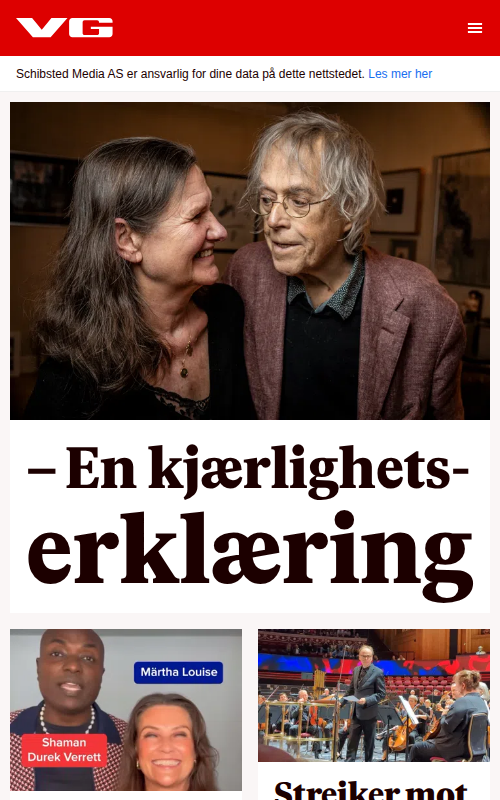 VG
Schibsted Media AS er ansvarlig for dine data på dette nettstedet. Les mer her
– En kjærlighets-
erklæring
Märtha Louise
Shaman
Durek Verrett
Streiker mot